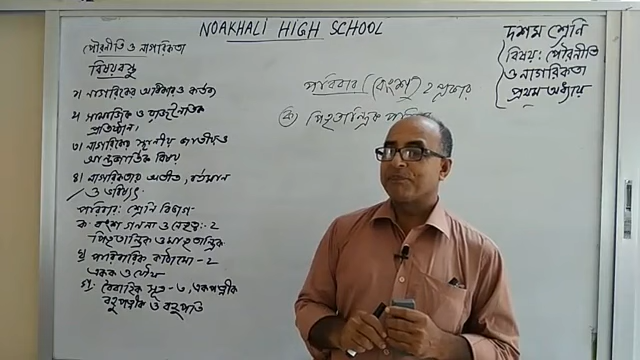 NOAKHALI HIGH SCHOOL
পৌরনীতি ও নাগরিকতা
বিষয়বস্তু
১। নাগরিকের অধিকার ও কর্তব্য
২। সামাজিক ও রাজনৈতিক
প্রতিষ্ঠান।
৩। নাগরিকের স্থানীয় জাতীয় ও
আন্তর্জাতিক বিষয়
৪। নাগরিকতার অতীত, বর্তমান
ও ভবিষ্যৎ
পরিবার: শ্রেনি বিভাগ-
ক: বংশ গননা ও নেতৃত্ব: - ২
পিতৃতান্ত্রিক ও মাতৃতান্ত্রিক
খ: পারিবারিক কাঠামো - ২
একক ও যৌথ
গ: বৈবাহিক সূত্র - ৩, একপত্নীক
বহুপত্নীক ও বহুপতি
পরিবার (বংশ) ২ প্রকার
ক) পিতৃতান্ত্রিক
দশম শ্রেনি
বিষয়: পৌরনীতি
ও নাগরিকতা
প্রথম অধ্যায়